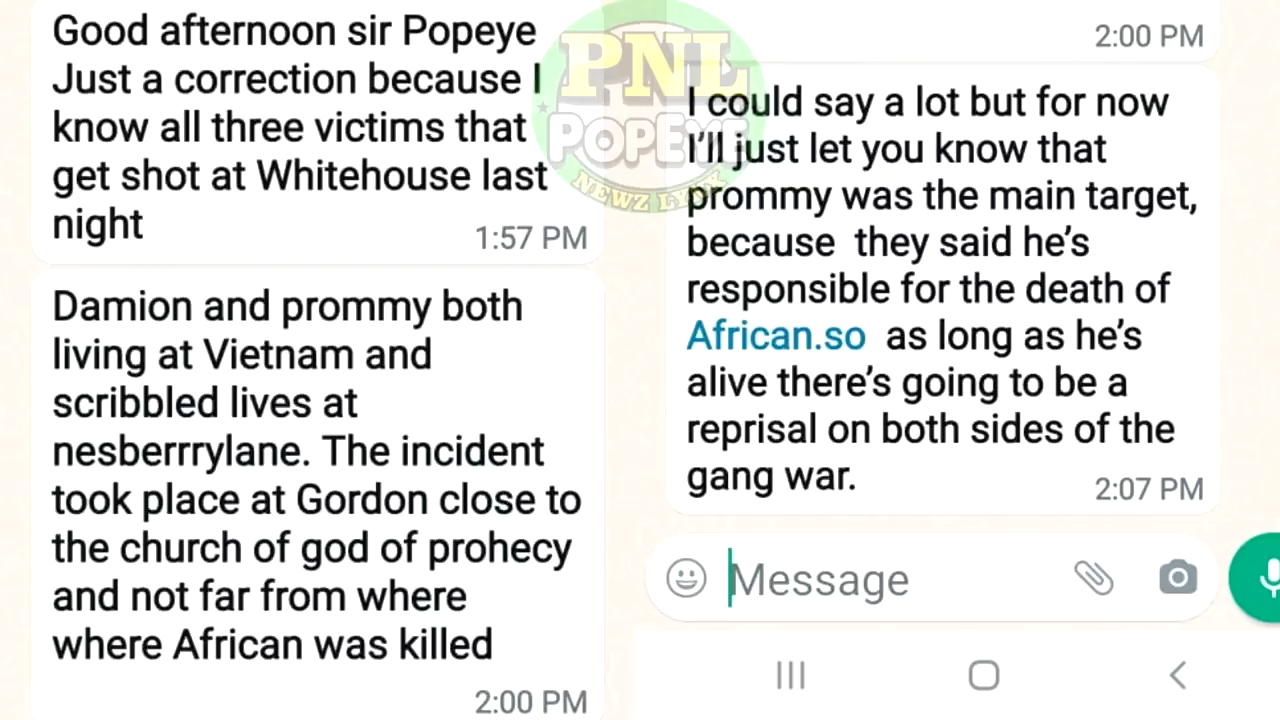 Good afternoon sir Popeye
Just a correction because I
know all three victims that
get shot at Whitehouse last
night
1:57 PM
Damion and prommy both
living at Vietnam and
scribbled lives at
nesberrrylane. The incident
took place at Gordon close to
the church of god of prohecy
and not far from where
where African was killed
2:00 PM
2:00 PM
I could say a lot but for now
I'll just let you know that
prommy was the main target,
because they said he's
responsible for the death of
African.so as long as he's
alive there's going to be a
reprisal on both sides of the
gang war.
2:07 PM
Message
PNL
POPEYE
NEWZ LYNX